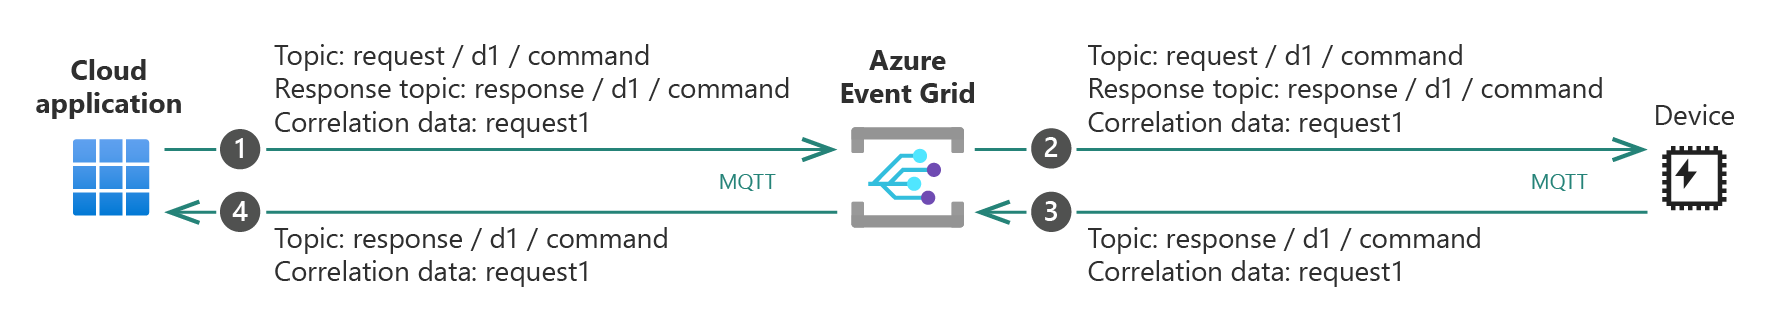 Cloud
application
Topic: request / d1 / command
Response topic: response / d1 / command
Correlation data: request1
1
MQTT
4
Topic: response / d1 / command
Correlation data: request1
Azure
Event Grid
Topic: request / d1 / command
Response topic: response / d1 / command
Correlation data: request1
2
MQTT
3
Topic: response / d1 / command
Correlation data: request1
Device